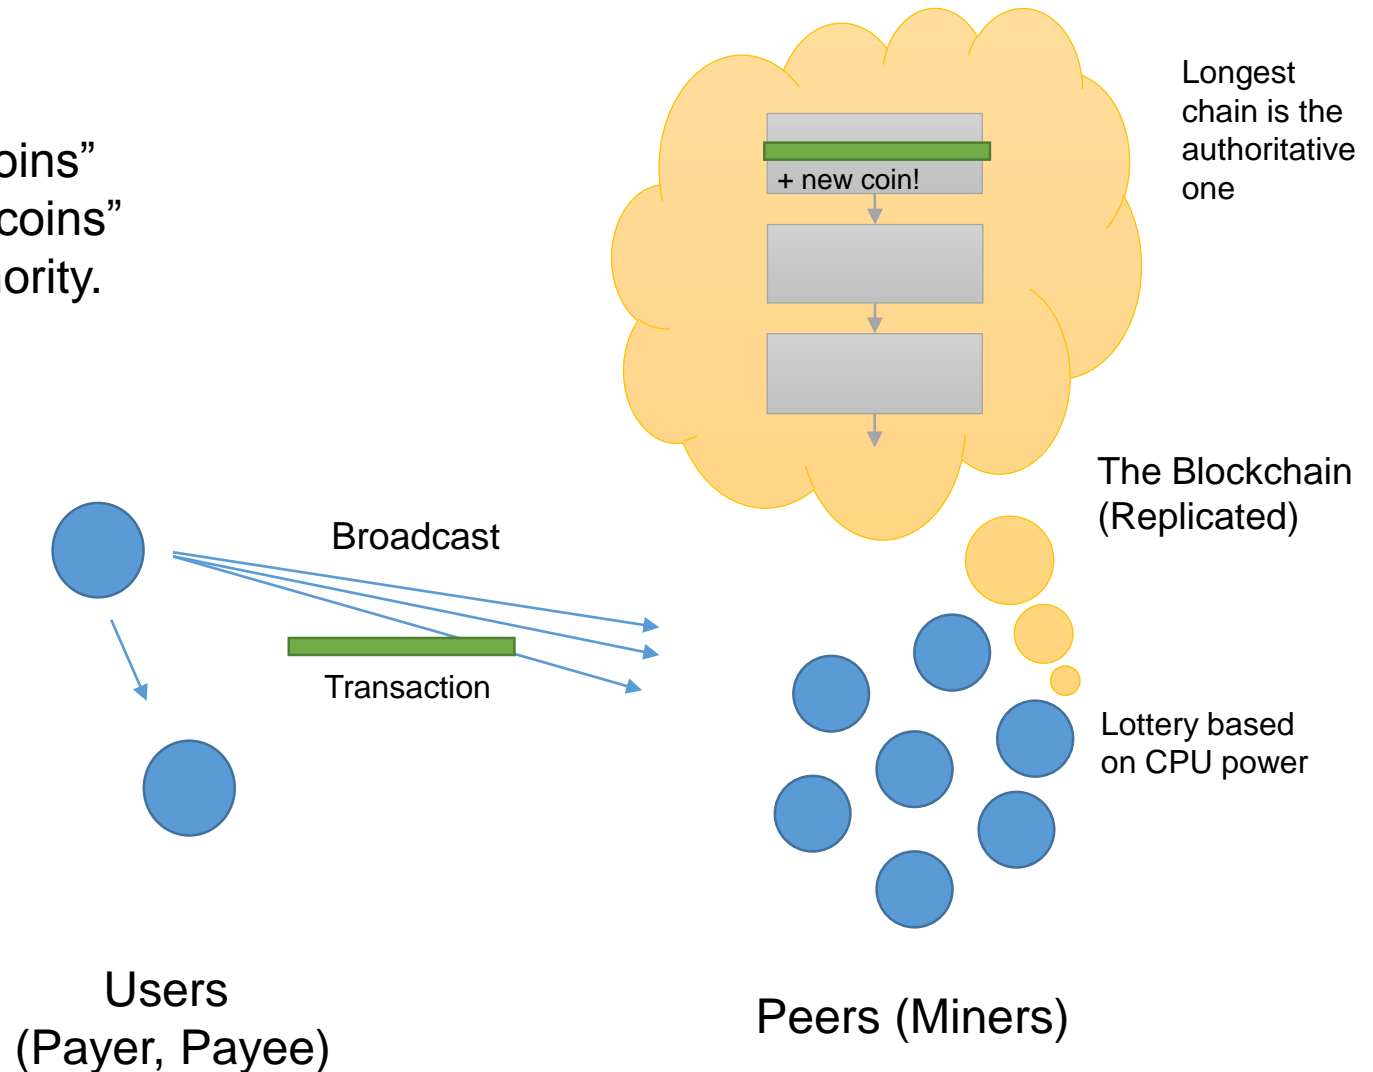 oins”
coins”
ority.
Longest
chain is the
authoritative
one
+ new coin!
The Blockchain
(Replicated)
Broadcast
Transaction
Lottery based
on CPU power
Users
(Payer, Payee)
Peers (Miners)